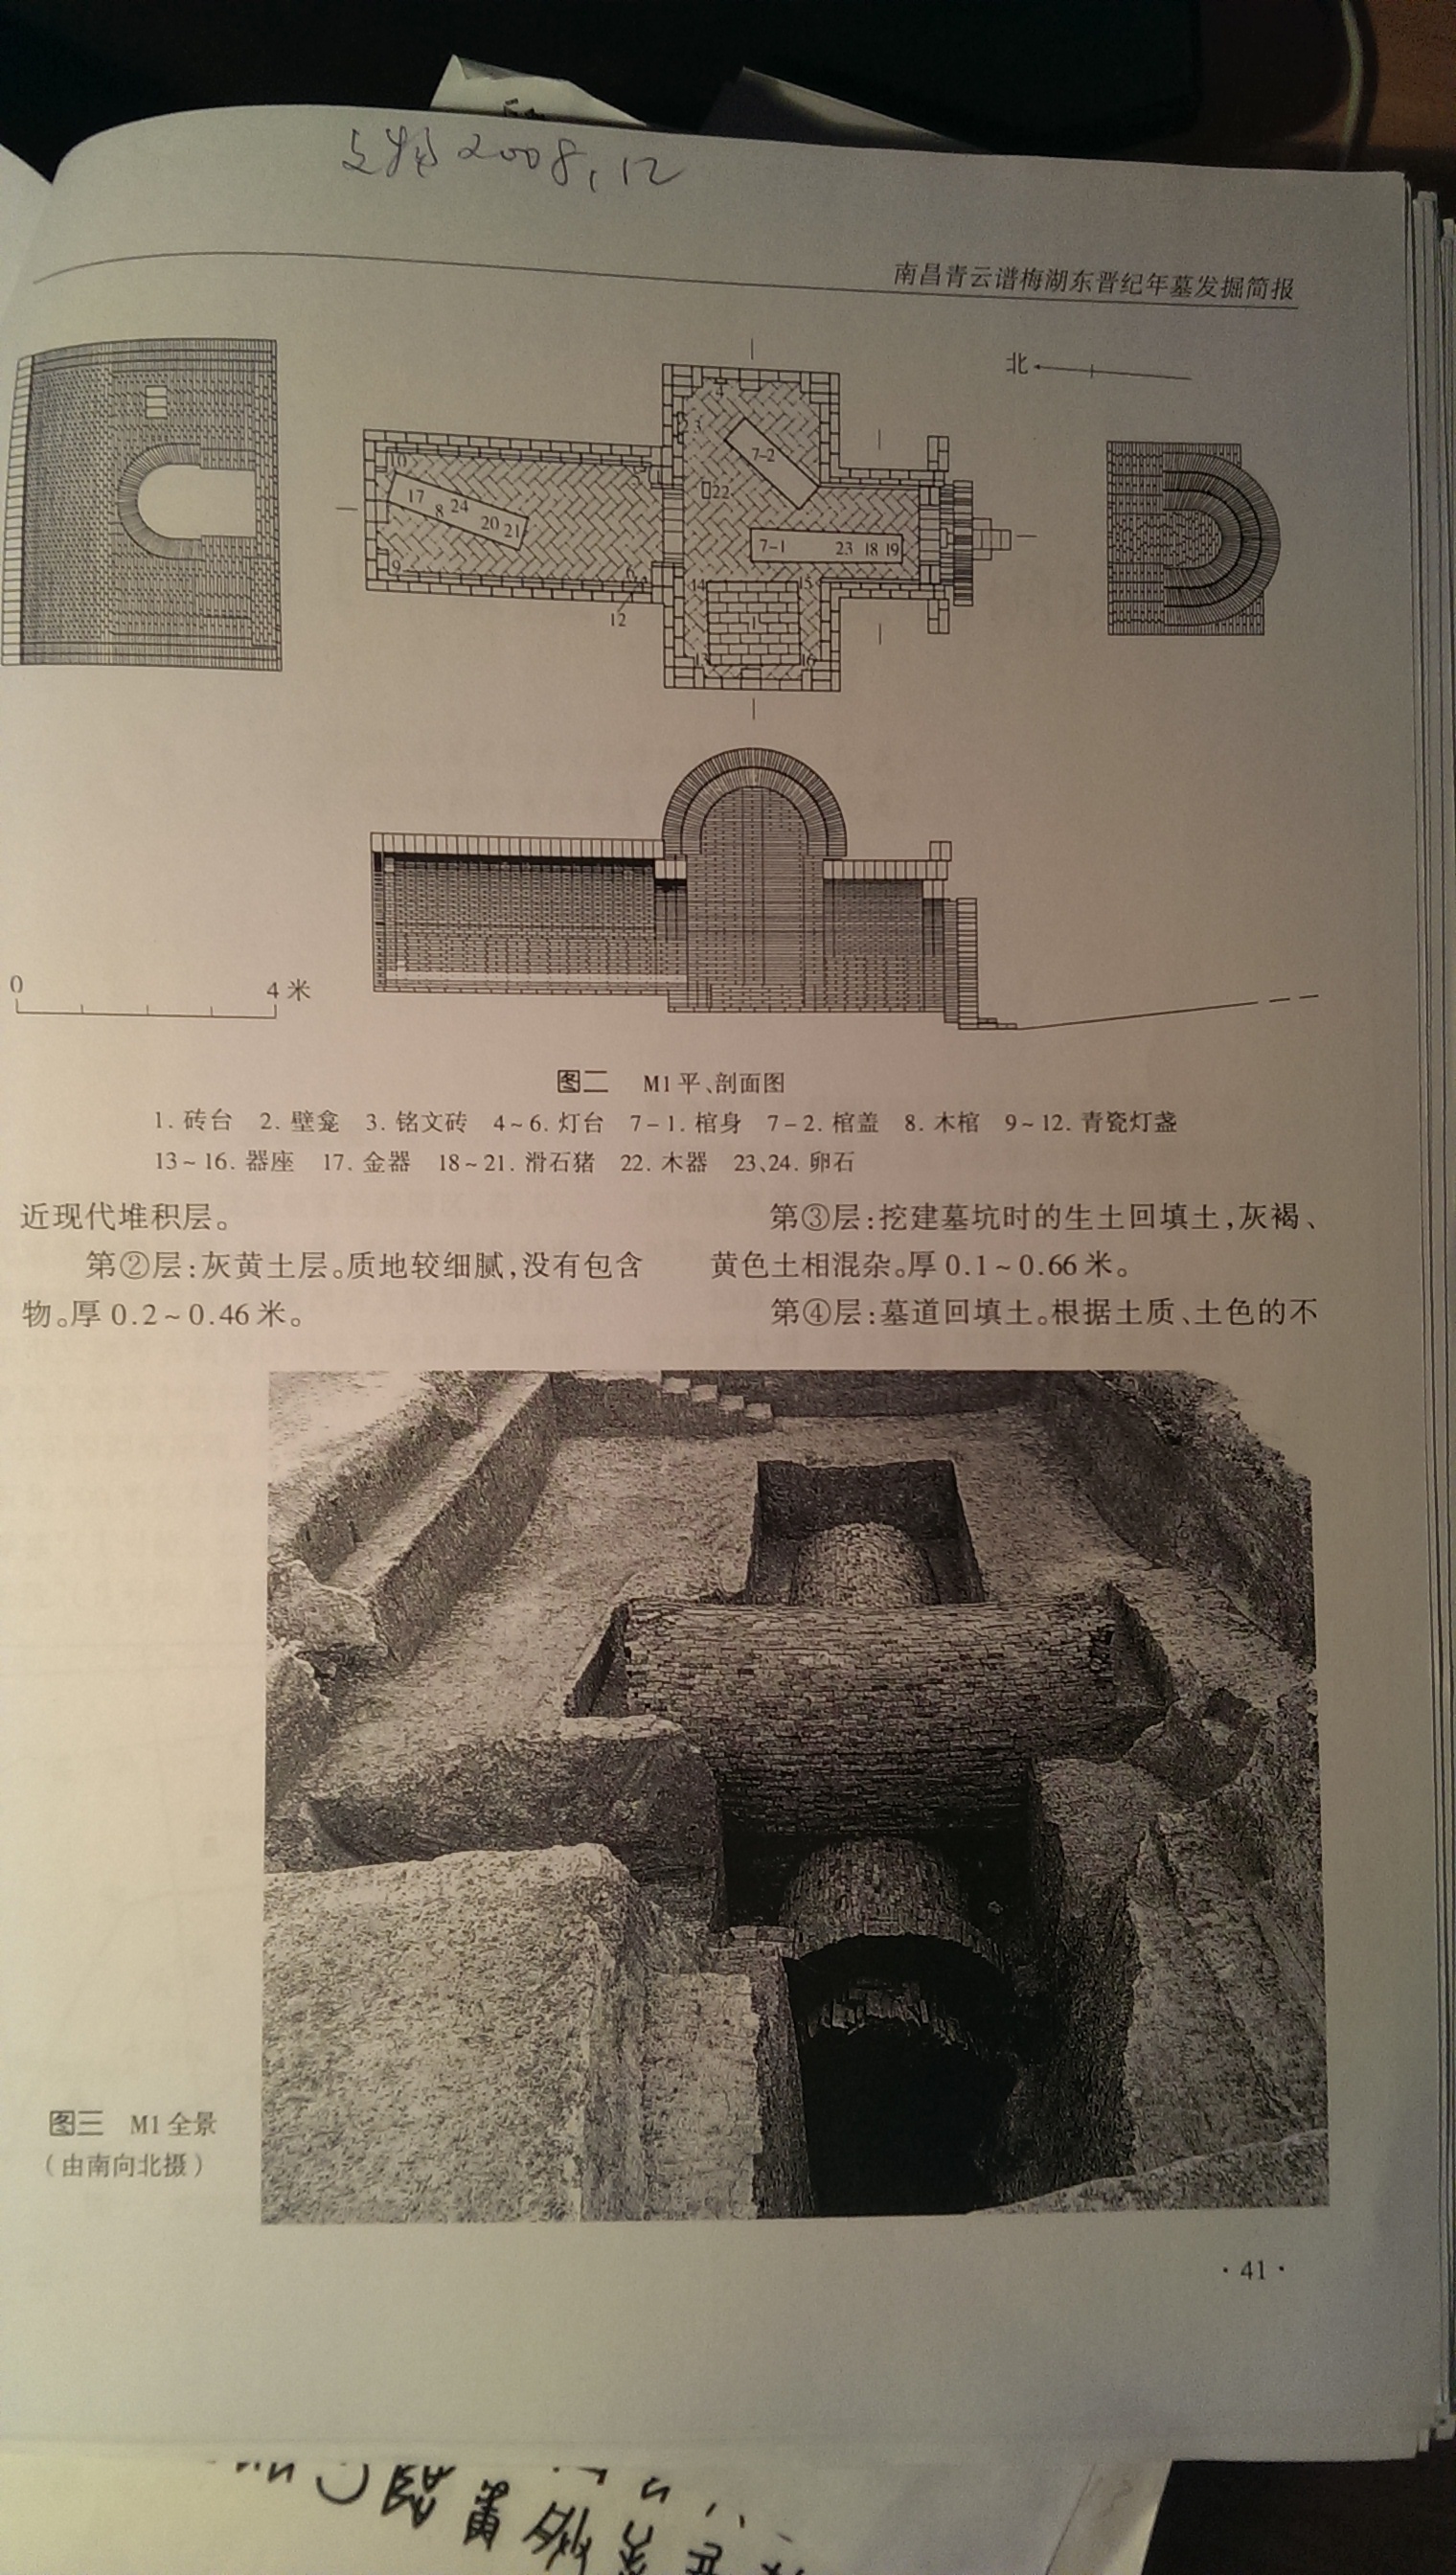 文物 2008,12
南昌青云谱梅湖东晋纪年墓发掘简报
北
10
17
8
24
20
21
9
5
6
12
4
23
7-2
22
7-1
23
18
19
14
15
1
13
16
0
4米
图二 M1平、剖面图
1. 砖台 2. 壁龛 3. 铭文砖 4~6. 灯台 7-1. 棺身 7-2. 棺盖 8. 木棺 9~12. 青瓷灯盏
13~16. 器座 17. 金器 18~21. 滑石猪 22. 木器 23、24. 卵石
近现代堆积层。
第②层:灰黄土层。质地较细腻,没有包含
物。厚 0.2~0.46 米。
第③层:挖建墓坑时的生土回填土,灰褐、
黄色土相混杂。厚 0.1~0.66 米。
第④层:墓道回填土。根据土质、土色的不
图三 M1全景
(由南向北摄)
·41·